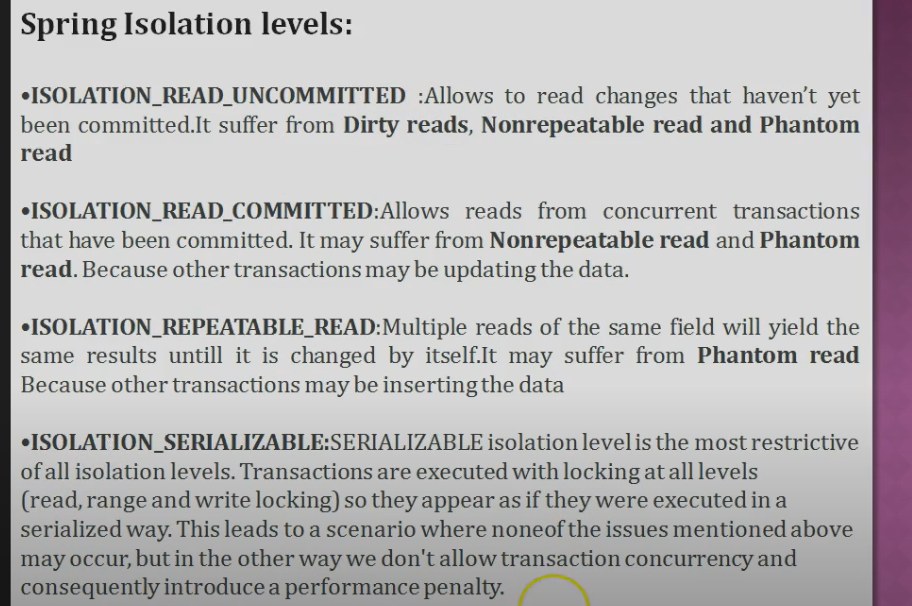 Spring Isolation levels:
•ISOLATION_READ_UNCOMMITTED :Allows to read changes that haven't yet
been committed.It suffer from Dirty reads, Nonrepeatable read and Phantom
read
•ISOLATION_READ_COMMITTED:Allows reads from concurrent transactions
that have been committed. It may suffer from Nonrepeatable read and Phantom
read. Because other transactions may be updating the data.
•ISOLATION_REPEATABLE_READ:Multiple reads of the same field will yield the
same results untill it is changed by itself.It may suffer from Phantom read
Because other transactions may be inserting the data
•ISOLATION_SERIALIZABLE:SERIALIZABLE isolation level is the most restrictive
of all isolation levels. Transactions are executed with locking at all levels
(read, range and write locking) so they appear as if they were executed in a
serialized way. This leads to a scenario where noneof the issues mentioned above
may occur, but in the other way we don't allow transaction concurrency and
consequently introduce a performance penalty.